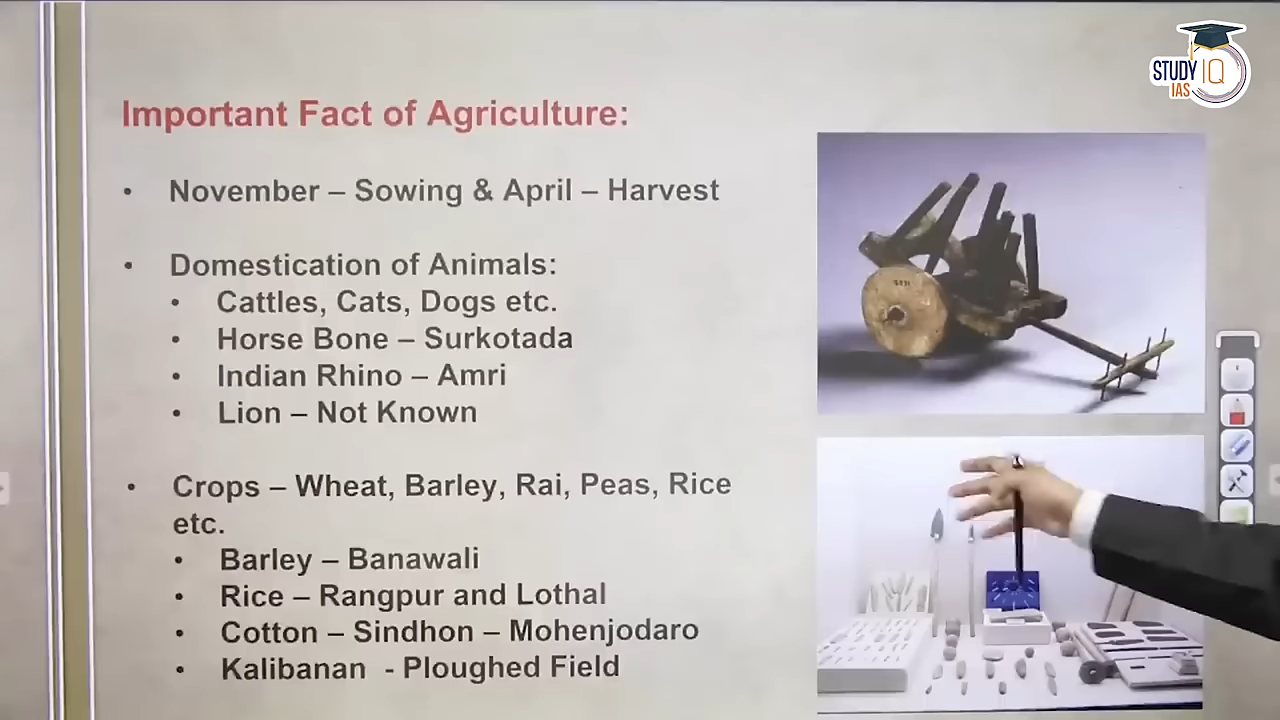 STUDY IQ
IAS
Important Fact of Agriculture:
• November – Sowing & April – Harvest
• Domestication of Animals:
• Cattles, Cats, Dogs etc.
• Horse Bone – Surkotada
• Indian Rhino – Amri
• Lion – Not Known
• Crops – Wheat, Barley, Rai, Peas, Rice
etc.
• Barley – Banawali
• Rice – Rangpur and Lothal
• Cotton – Sindhon – Mohenjodaro
• Kalibanan - Ploughed Field